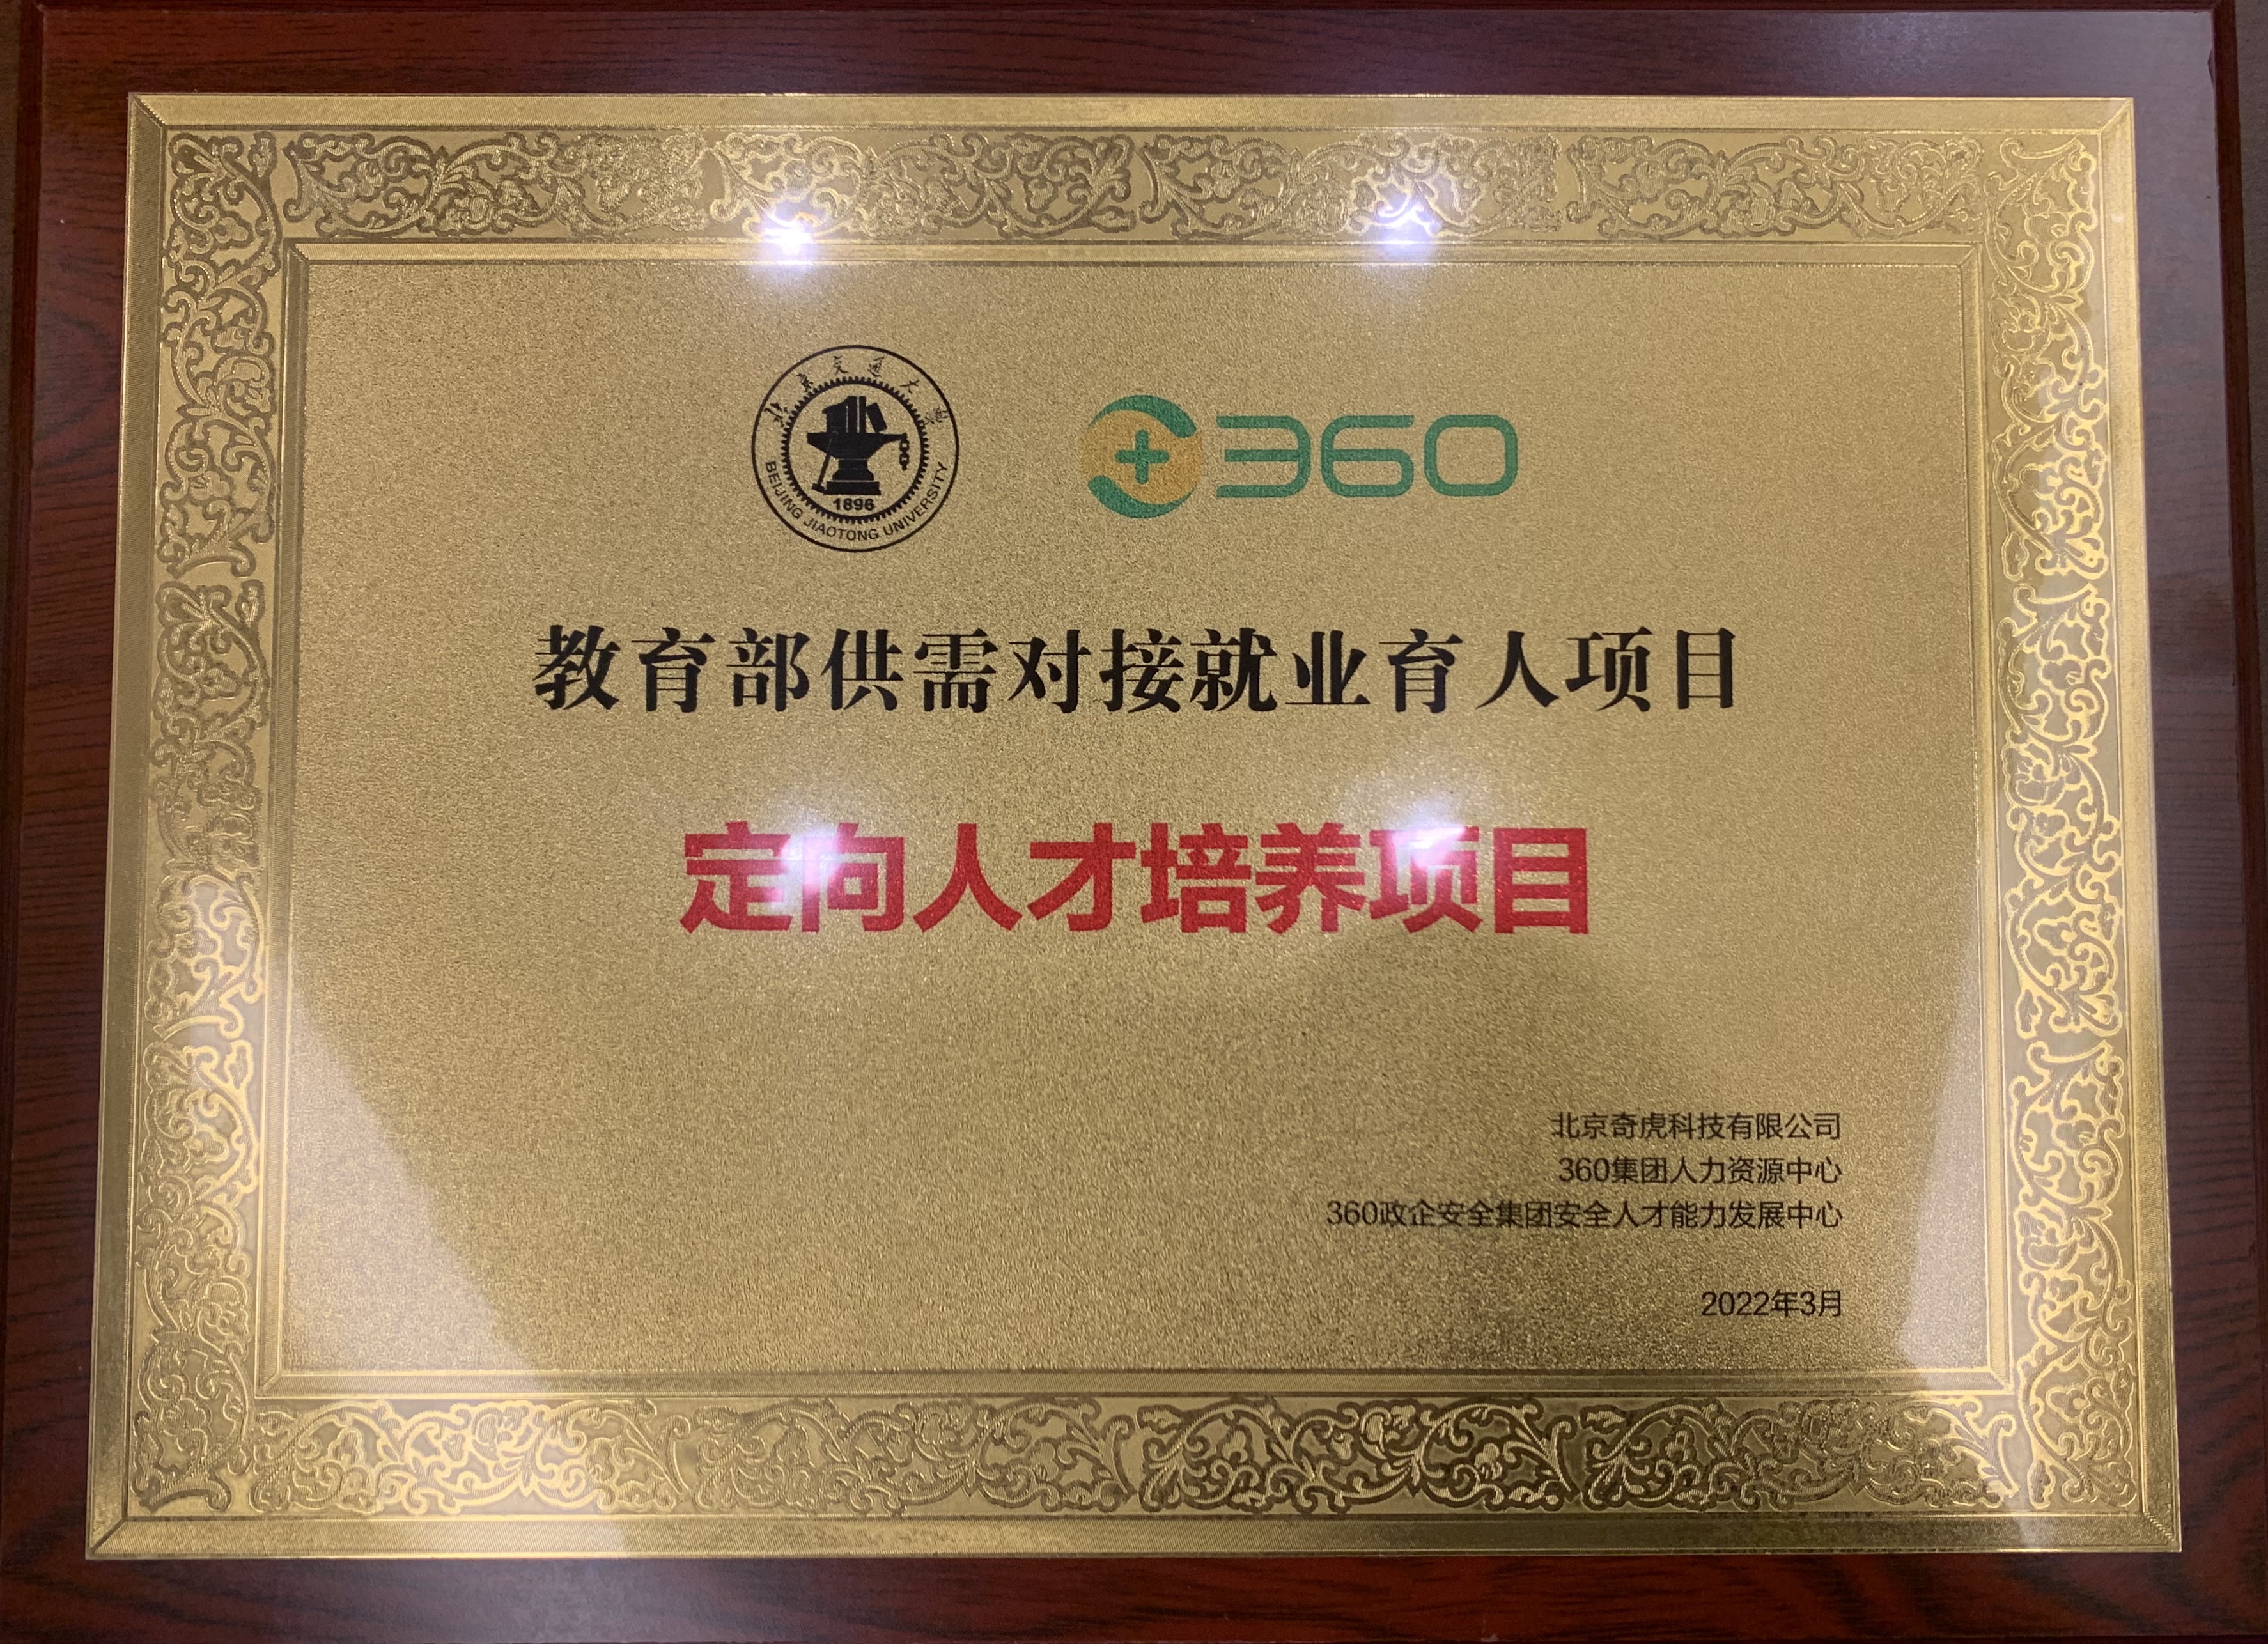 北京交通大学
1896
BEIJING JIAOTONG UNIVERSITY
360
教育部供需对接就业育人项目
定向人才培养项目
北京奇虎科技有限公司
360集团人力资源中心
360政企安全集团安全人才能力发展中心
2022年3月